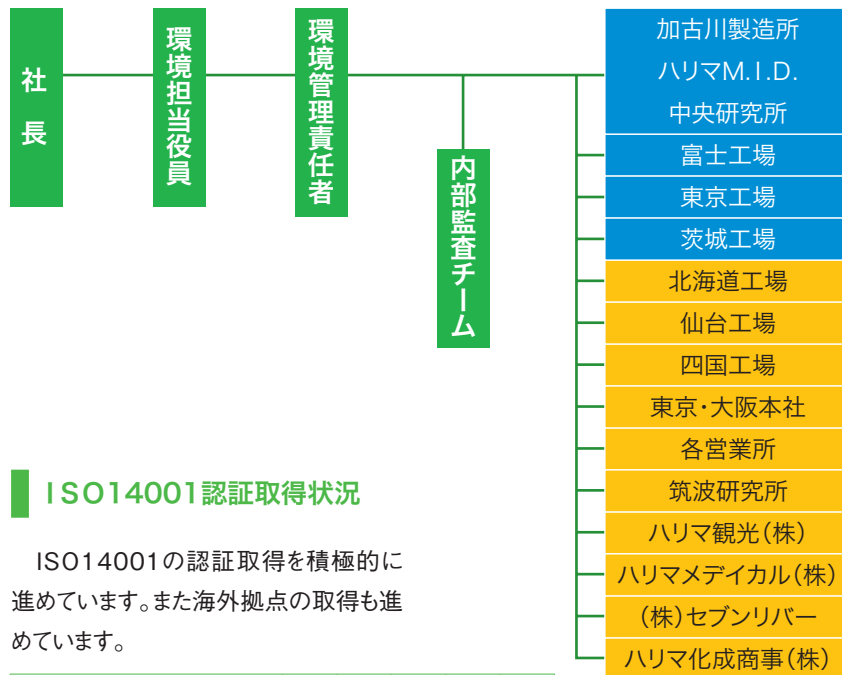 社長
環境担当役員
環境管理責任者
内部監査チーム
加古川製造所
ハリマM.I.D.
中央研究所
富士工場
東京工場
茨城工場
北海道工場
仙台工場
四国工場
東京・大阪本社
各営業所
筑波研究所
ハリマ観光(株)
ハリマメデイカル(株)
(株)セブンリバー
ハリマ化成商事(株)
ISO14001認証取得状況
ISO14001の認証取得を積極的に
進めています。また海外拠点の取得も進
めています。